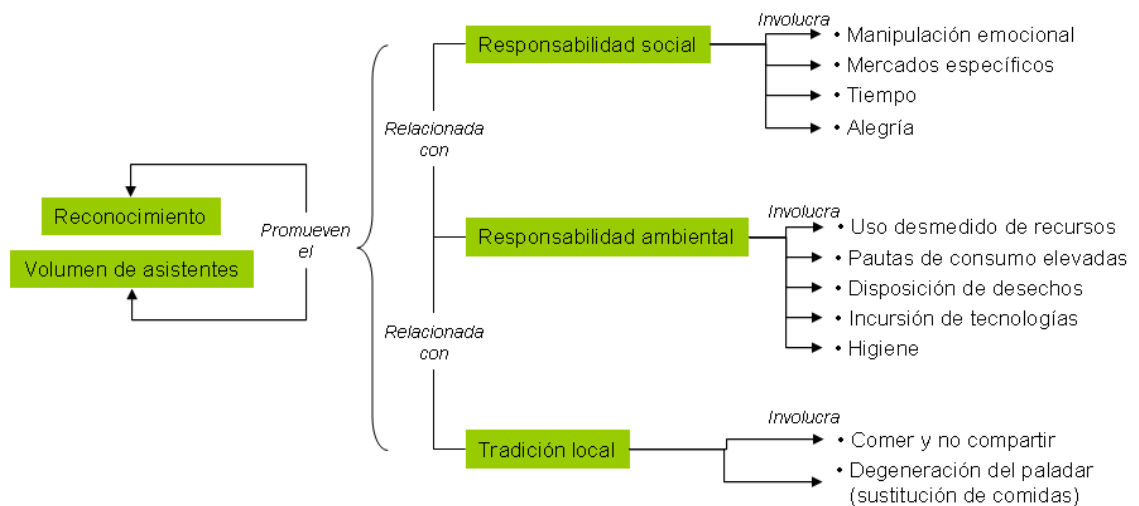 Involucra
Responsabilidad social
• Manipulación emocional
• Mercados específicos
• Tiempo
• Alegría
Relacionada
con
Reconocimiento
Volumen de asistentes
Promueven
el
Involucra
Responsabilidad ambiental
• Uso desmedido de recursos
• Pautas de consumo elevadas
• Disposición de desechos
• Incursión de tecnologías
• Higiene
Relacionada
con
Involucra
Tradición local
• Comer y no compartir
• Degeneración del paladar
(sustitución de comidas)